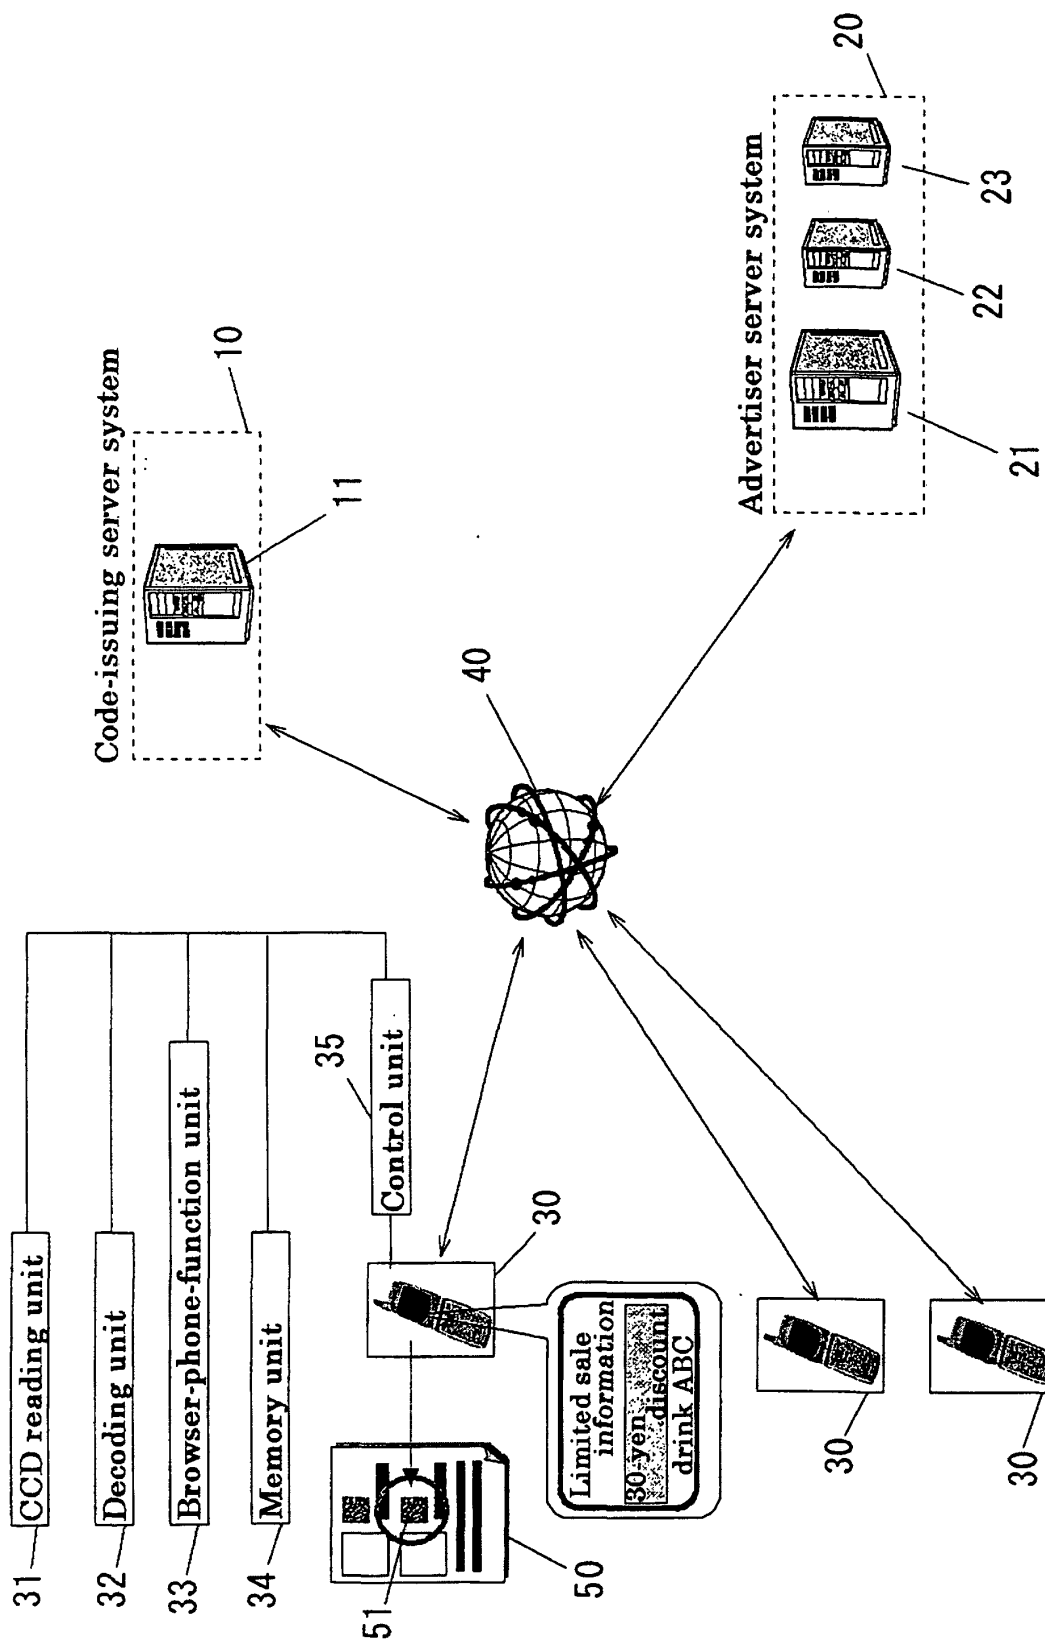 31
CCD reading unit
32
Decoding unit
33
Browser-phone-function unit
34
Memory unit
35
Control unit
51
50
30
Limited sale
information
30-yen
discount
drink ABC
30
30
40
Code-issuing server system
10
11
Advertiser server system
20
21
22
23